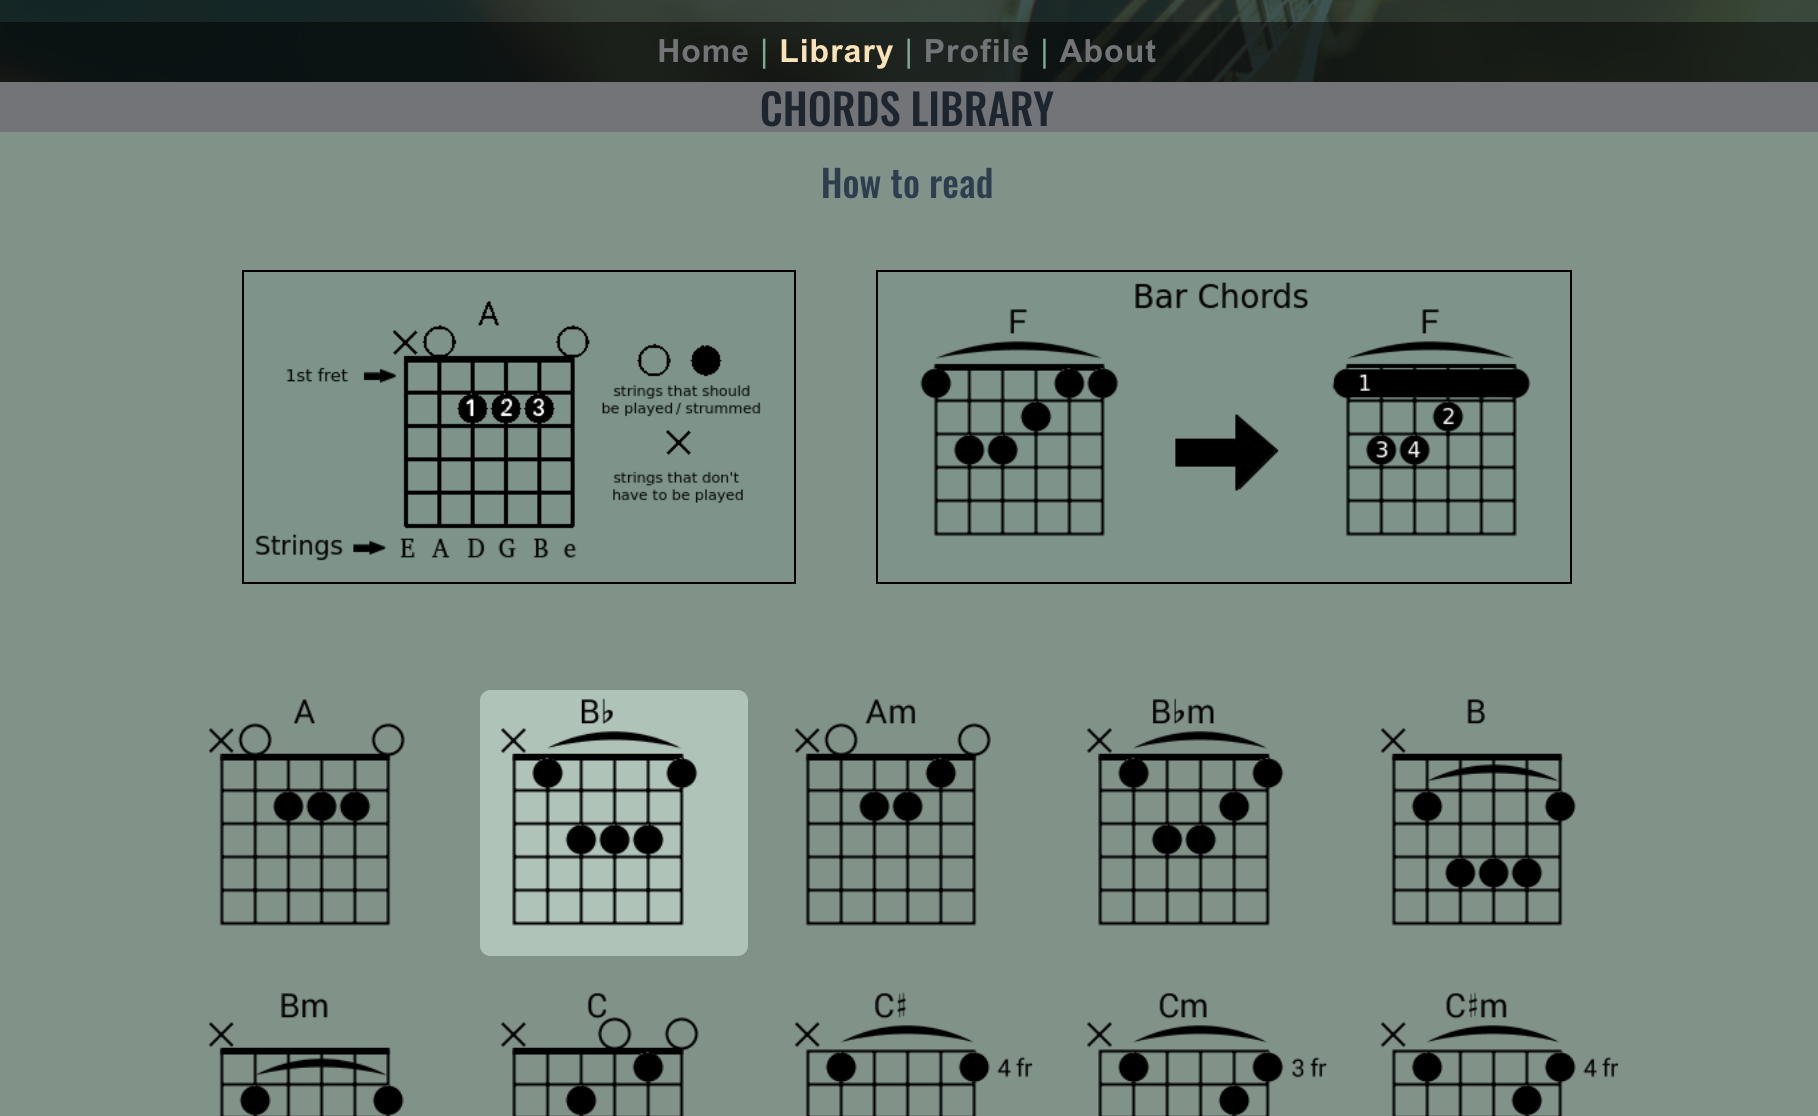 Home | Library | Profile | About
CHORDS LIBRARY
How to read
A
1st fret
1 2 3
strings that should
be played / strummed
strings that don't
have to be played
Strings
E A D G B e
Bar Chords
F
F
1
2
3 4
A
B♭
Am
B♭m
B
Bm
C
C♯
4 fr
Cm
3 fr
C♯m
4 fr